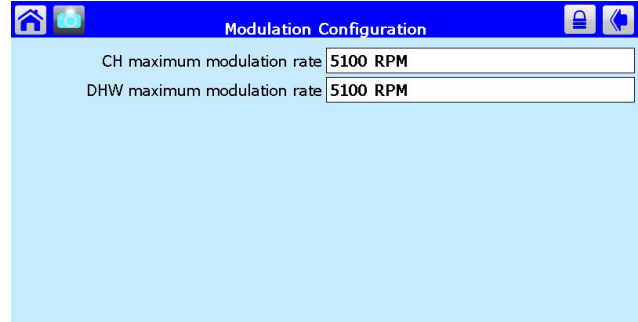 Modulation Configuration
CH maximum modulation rate 5100 RPM
DHW maximum modulation rate 5100 RPM